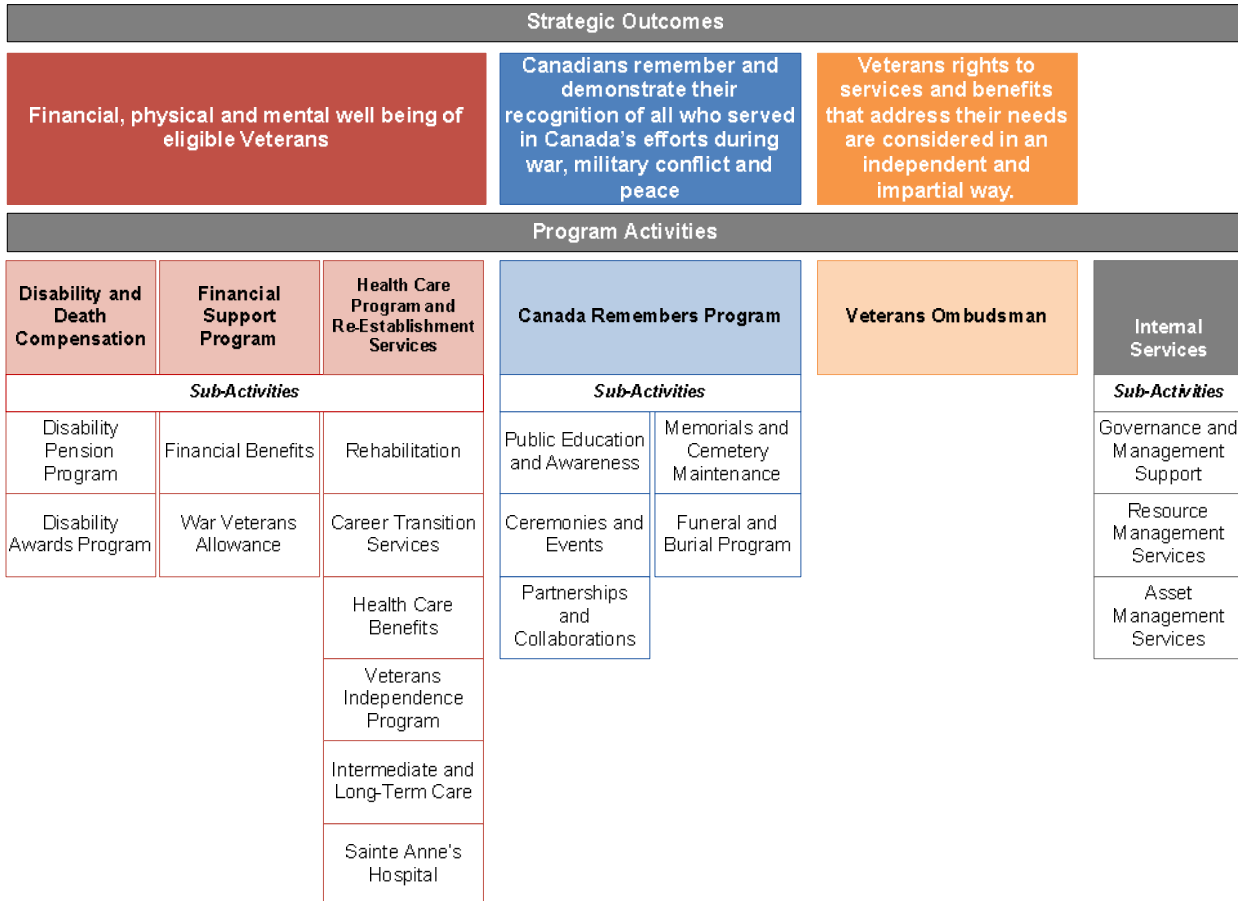 Strategic Outcomes
Financial, physical and mental well being of
eligible Veterans
Canadians remember and
demonstrate their
recognition of all who served
in Canada's efforts during
war, military conflict and
peace
Veterans rights to
services and benefits
that address their needs
are considered in an
independent and
impartial way.
Program Activities
Disability and
Death
Compensation
Financial
Support
Program
Health Care
Program and
Re-Establishment
Services
Canada Remembers Program
Veterans Ombudsman
Internal
Services
Sub-Activities
Sub-Activities
Sub-Activities
Disability
Pension
Program
Financial Benefits
Rehabilitation
Public Education
and Awareness
Memorials and
Cemetery
Maintenance
Governance and
Management
Support
Disability
Awards Program
War Veterans
Allowance
Career Transition
Services
Ceremonies and
Events
Funeral and
Burial Program
Resource
Management
Services
Health Care
Benefits
Partnerships
and
Collaborations
Asset
Management
Services
Veterans
Independence
Program
Intermediate and
Long-Term Care
Sainte Anne's
Hospital